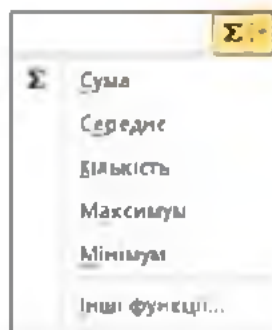 Σ
Σ Сума
Середнє
Кількість
Максимум
Мінімум
Інші функції...